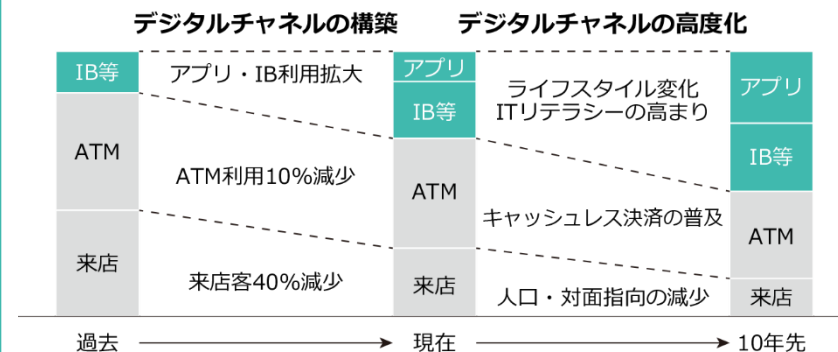 デジタルチャネルの構築
デジタルチャネルの高度化
IB等
ATM
来店
アプリ・IB利用拡大
ATM利用10%減少
来店客40%減少
アプリ
IB等
ATM
来店
ライフスタイル変化
ITリテラシーの高まり
キャッシュレス決済の普及
人口・対面指向の減少
アプリ
IB等
ATM
来店
過去
現在
10年先